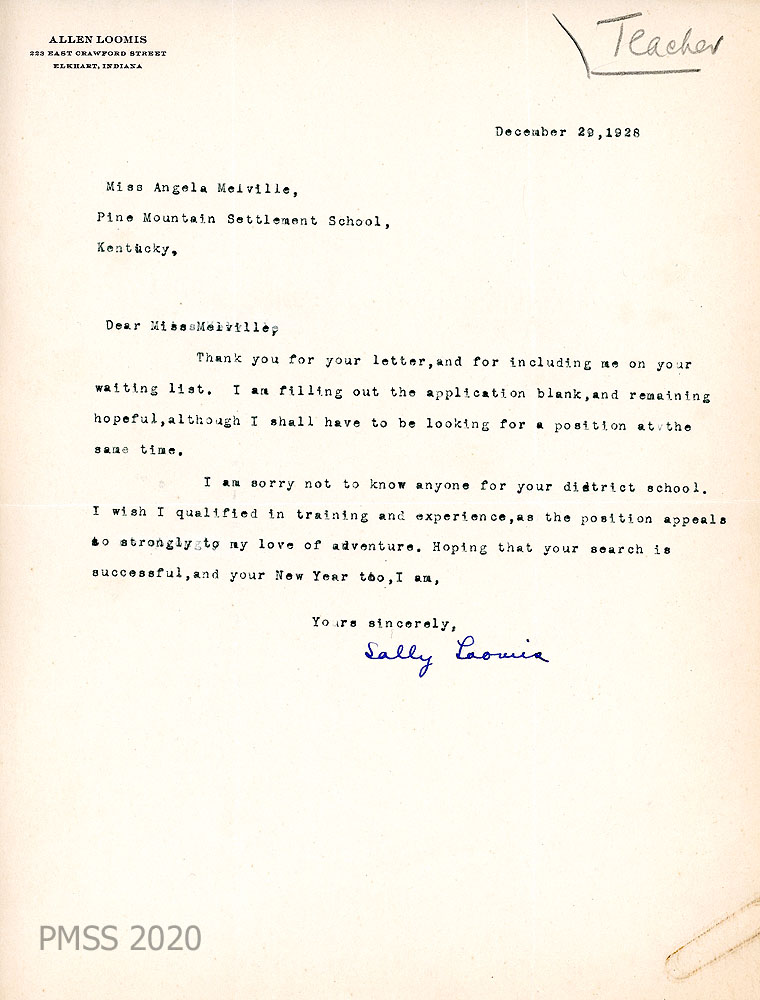 ALLEN LOOMIS
223 EAST CRAWFORD STREET
ELKHART, INDIANA
Teacher
December 29,1928
Miss Angela Melville,
Pine Mountain Settlement School,
Kentucky,
Dear Miss Melville,
Thank you for your letter,and for including me on your
waiting list. I am filling out the application blank,and remaining
hopeful,although I shall have to be looking for a position at the
same time.
I am sorry not to know anyone for your district school.
I wish I qualified in training and experience,as the position appeals
so strongly to my love of adventure. Hoping that your search is
successful,and your New Year too,I am,
Yours sincerely,
Sally Loomis
PMSS 2020